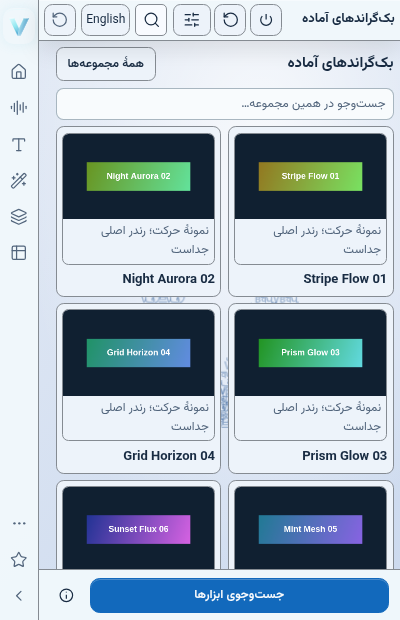 بک‌گراندهای آماده
English
بک‌گراندهای آماده
همهٔ مجموعه‌ها
جست‌وجو در همین مجموعه…
Stripe Flow 01
نمونهٔ حرکت؛ رندر اصلی
جداست
Stripe Flow 01
Night Aurora 02
نمونهٔ حرکت؛ رندر اصلی
جداست
Night Aurora 02
Prism Glow 03
نمونهٔ حرکت؛ رندر اصلی
جداست
Prism Glow 03
Grid Horizon 04
نمونهٔ حرکت؛ رندر اصلی
جداست
Grid Horizon 04
Mint Mesh 05
Sunset Flux 06
جست‌وجوی ابزارها